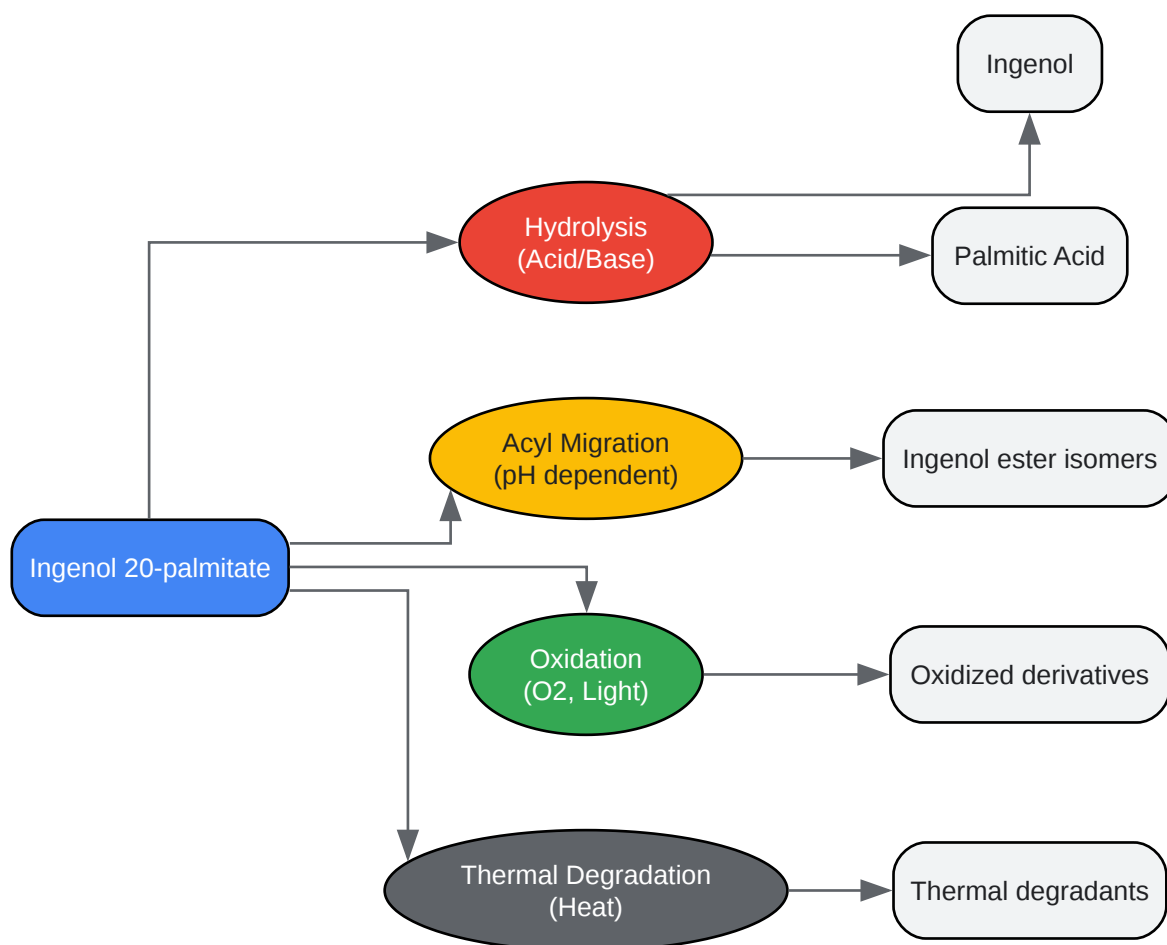 Ingenol
Hydrolysis
(Acid/Base)
Palmitic Acid
Acyl Migration
(pH dependent)
Ingenol ester isomers
Ingenol 20-palmitate
Oxidation
(O2, Light)
Oxidized derivatives
Thermal Degradation
(Heat)
Thermal degradants